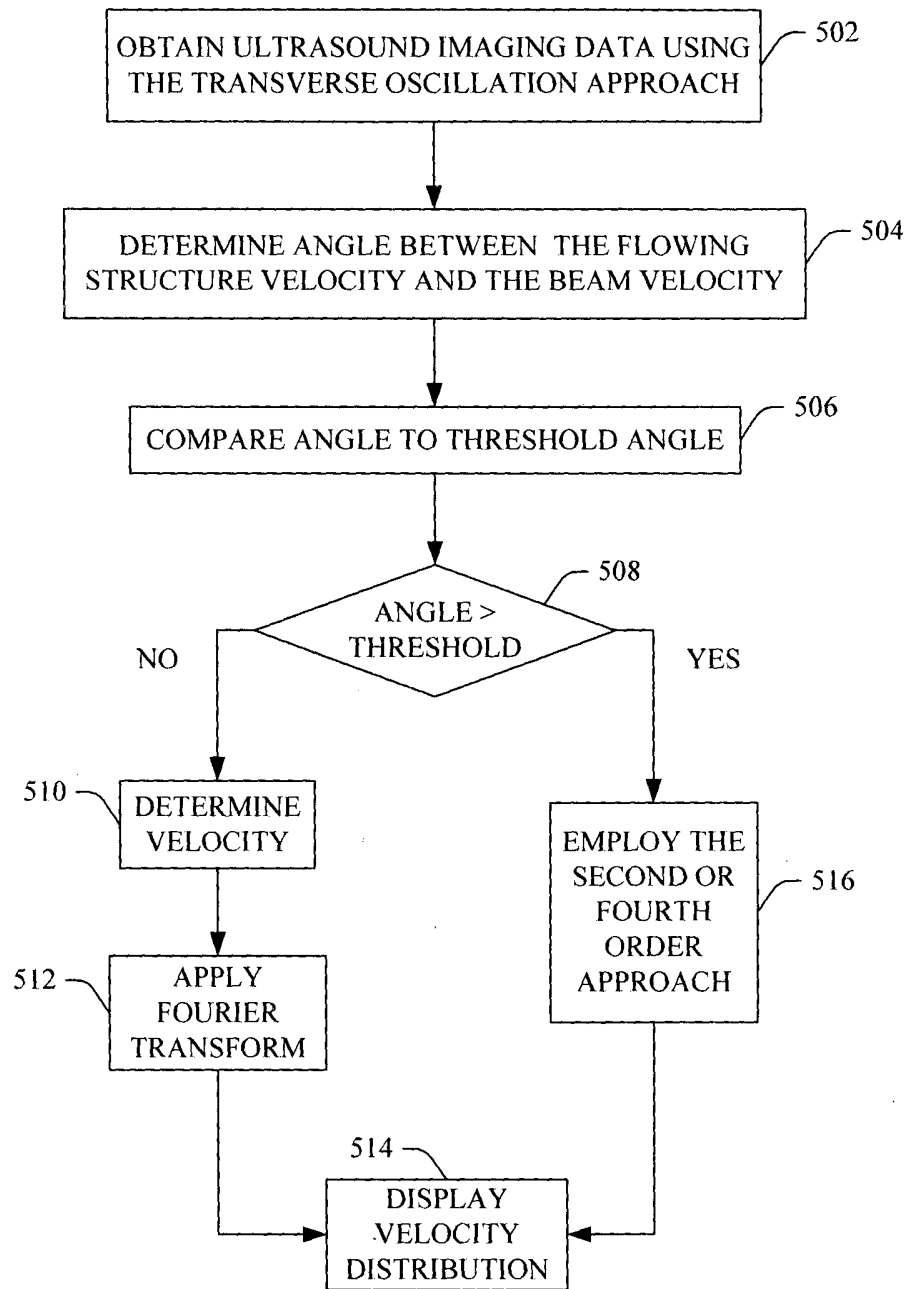 OBTAIN ULTRASOUND IMAGING DATA USING
THE TRANSVERSE OSCILLATION APPROACH
502
DETERMINE ANGLE BETWEEN THE FLOWING
STRUCTURE VELOCITY AND THE BEAM VELOCITY
504
COMPARE ANGLE TO THRESHOLD ANGLE
506
ANGLE >
THRESHOLD
508
NO
YES
510
DETERMINE
VELOCITY
512
APPLY
FOURIER
TRANSFORM
EMPLOY THE
SECOND OR
FOURTH
ORDER
APPROACH
516
514
DISPLAY
VELOCITY
DISTRIBUTION